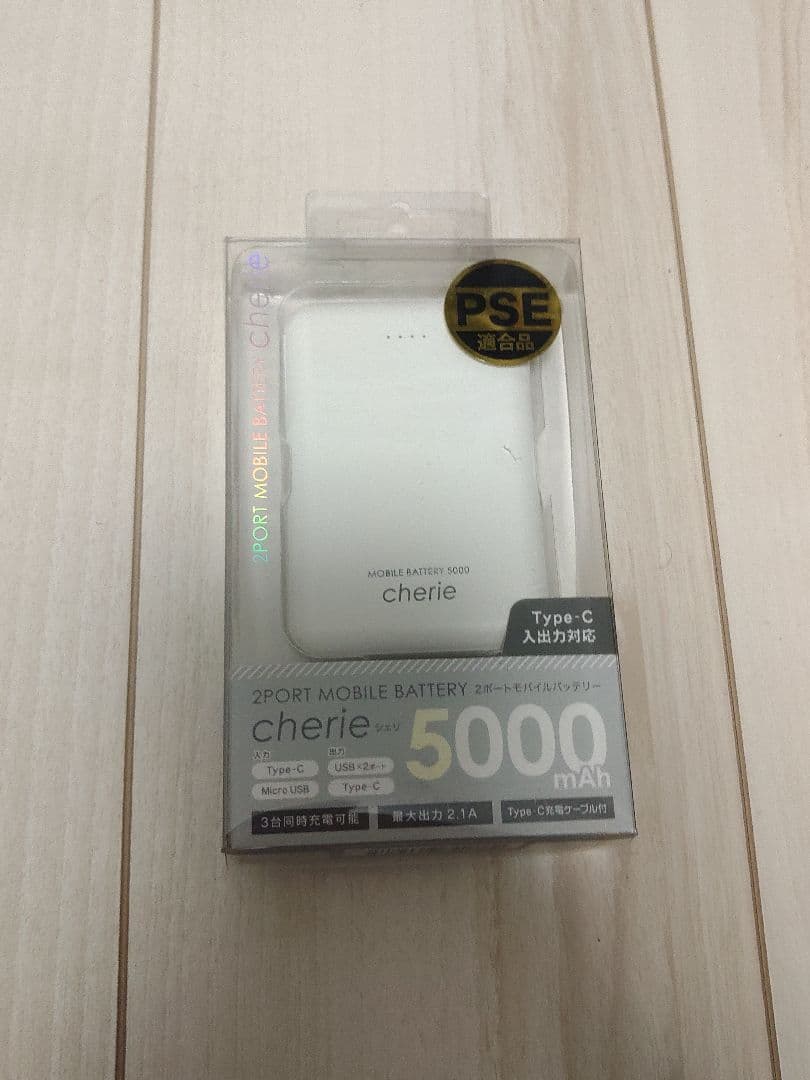 PSE
適合品
2PORT MOBILE BATTERY cherie
MOBILE BATTERY 5000
cherie
Type-C
入出力対応
2PORT MOBILE BATTERY 2ポートモバイルバッテリー
cherie シェリ 5000mAh
入力 出力
Type-C USB×2ポート
Micro USB Type-C
3台同時充電可能 最大出力 2.1A Type-C充電ケーブル付